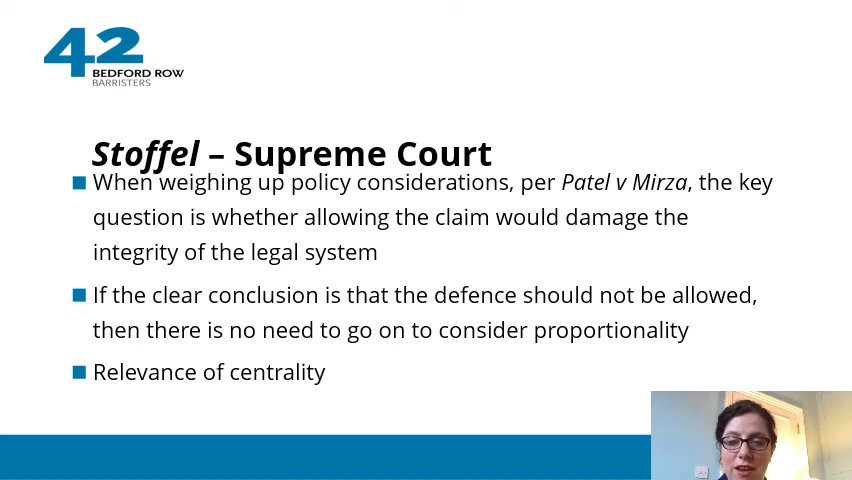 42
BEDFORD ROW
BARRISTERS
Stoffel – Supreme Court
When weighing up policy considerations, per Patel v Mirza, the key
question is whether allowing the claim would damage the
integrity of the legal system
If the clear conclusion is that the defence should not be allowed,
then there is no need to go on to consider proportionality
Relevance of centrality